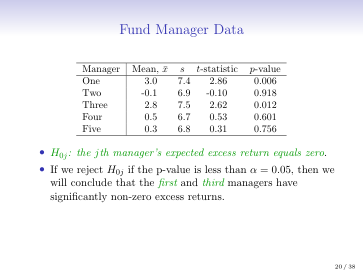 Fund Manager Data
Manager Mean, x̄ s t-statistic p-value
One 3.0 7.4 2.86 0.006
Two -0.1 6.9 -0.10 0.918
Three 2.8 7.5 2.62 0.012
Four 0.5 6.7 0.53 0.601
Five 0.3 6.8 0.31 0.756
• H₀ⱼ: the jth manager's expected excess return equals zero.
• If we reject H₀ⱼ if the p-value is less than α = 0.05, then we
will conclude that the first and third managers have
significantly non-zero excess returns.
20 / 38